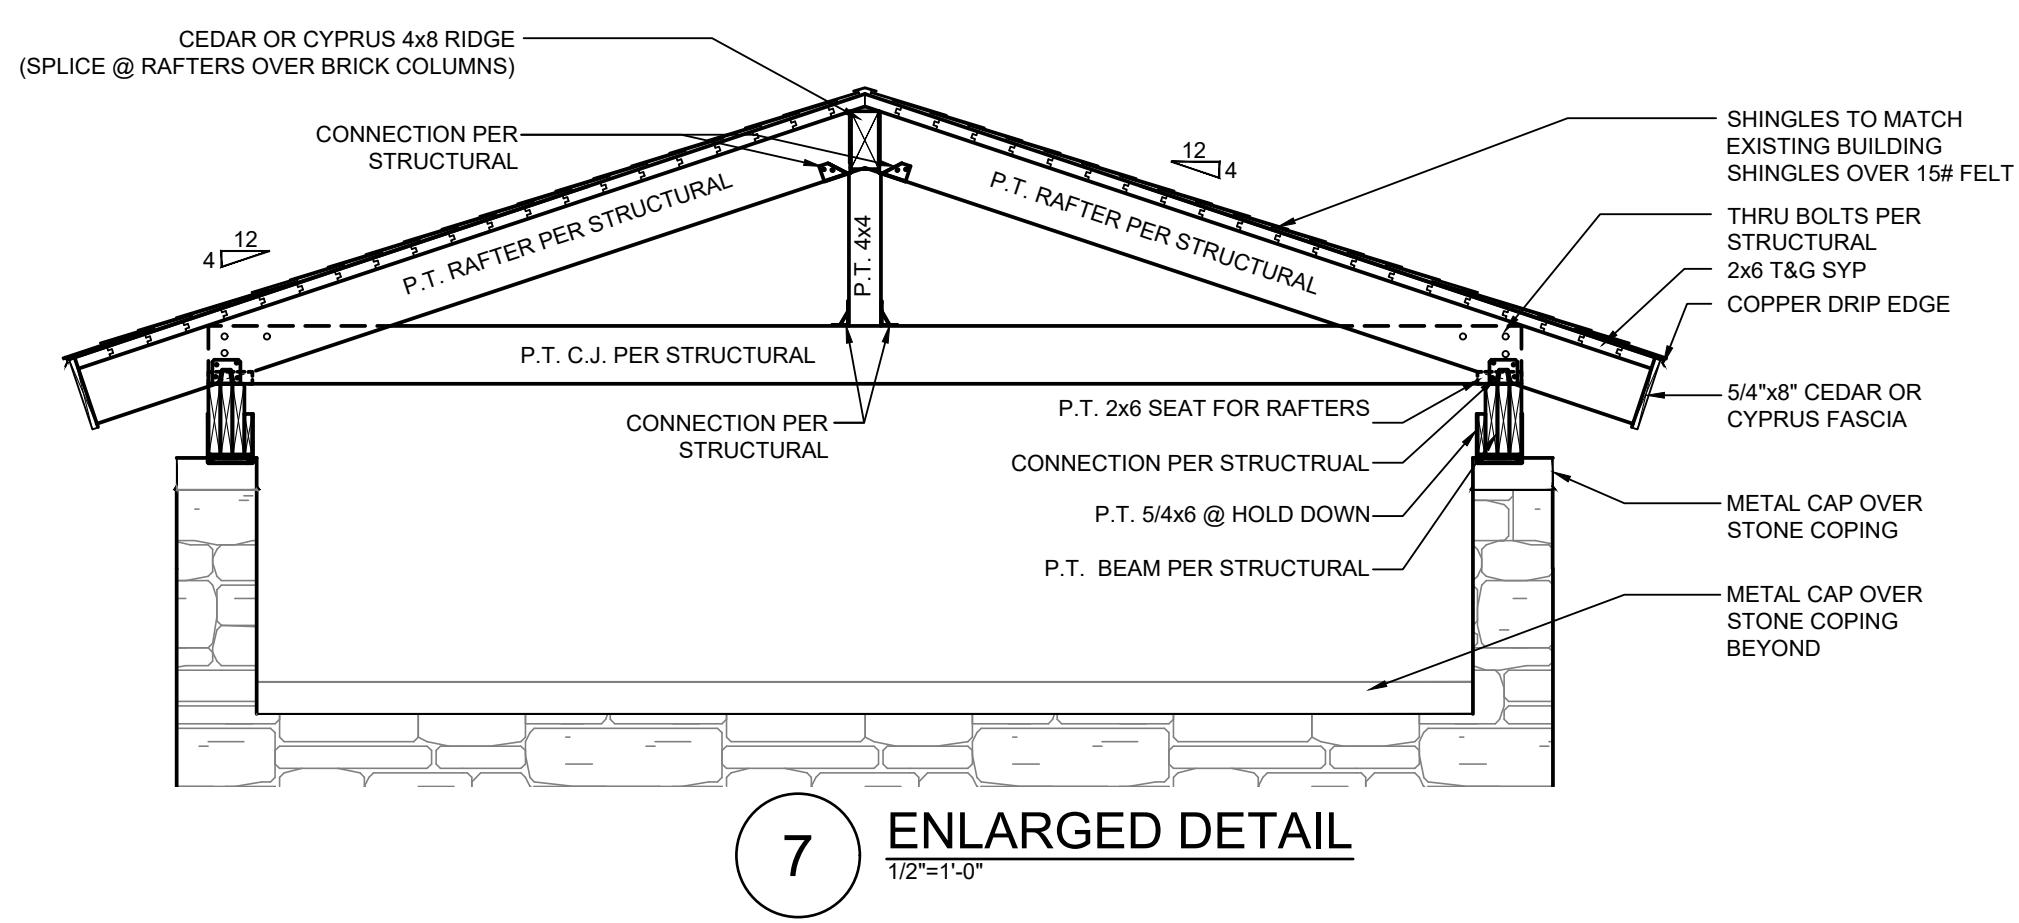 CEDAR OR CYPRUS 4x8 RIDGE
(SPLICE @ RAFTERS OVER BRICK COLUMNS)
CONNECTION PER
STRUCTURAL
SHINGLES TO MATCH
EXISTING BUILDING
SHINGLES OVER 15# FELT
12
4
12
4
P.T. RAFTER PER STRUCTURAL
P.T. RAFTER PER STRUCTURAL
P.T. 4x4
THRU BOLTS PER
STRUCTURAL
2x6 T&G SYP
COPPER DRIP EDGE
P.T. C.J. PER STRUCTURAL
CONNECTION PER
STRUCTURAL
P.T. 2x6 SEAT FOR RAFTERS
CONNECTION PER STRUCTRUAL
P.T. 5/4x6 @ HOLD DOWN
P.T. BEAM PER STRUCTURAL
5/4"x8" CEDAR OR
CYPRUS FASCIA
METAL CAP OVER
STONE COPING
METAL CAP OVER
STONE COPING
BEYOND
7
ENLARGED DETAIL
1/2"=1'-0"